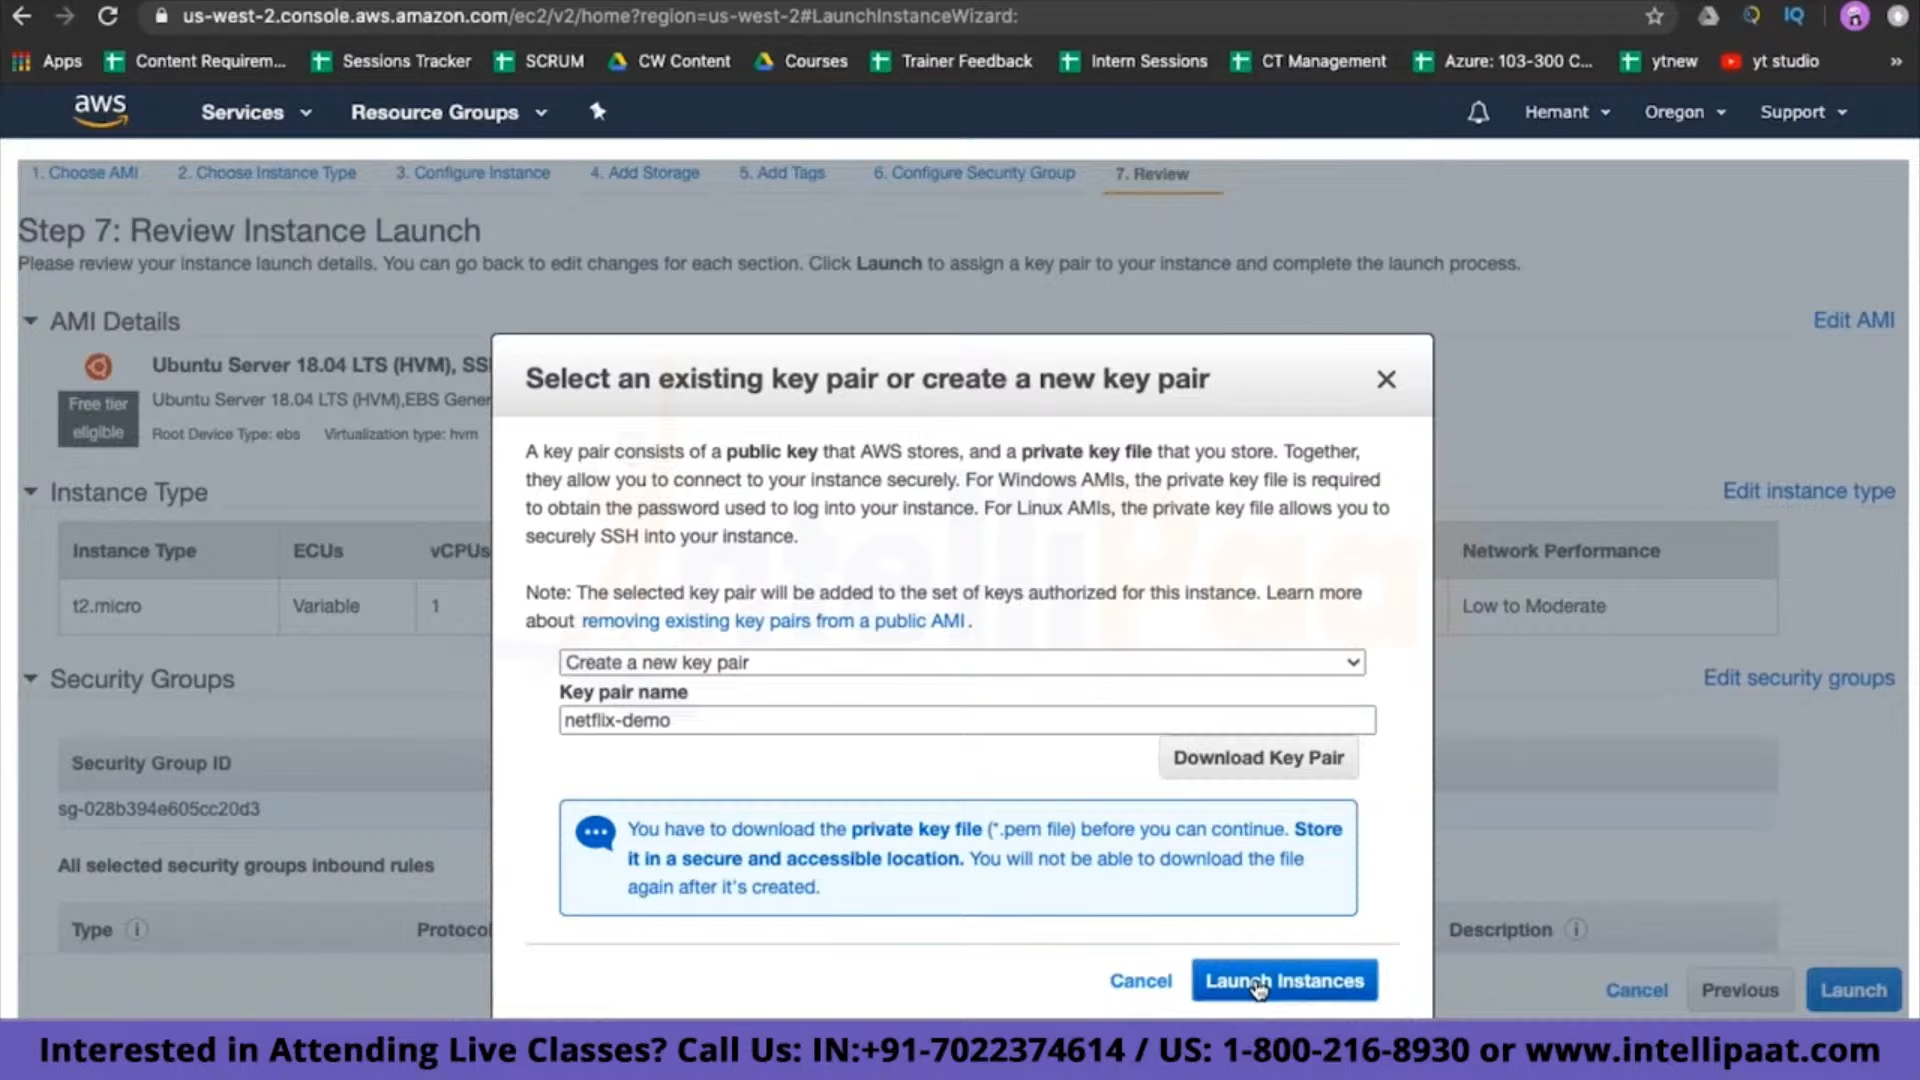 us-west-2.console.aws.amazon.com/ec2/v2/home?region=us-west-2#LaunchInstanceWizard:
IQ
Apps
Content Requirem...
Sessions Tracker
SCRUM
CW Content
Courses
Trainer Feedback
Intern Sessions
CT Management
Azure: 103-300 C...
ytnew
yt studio
»
aws
Services
Resource Groups
Hemant
Oregon
Support
1. Choose AMI
2. Choose Instance Type
3. Configure Instance
4. Add Storage
5. Add Tags
6. Configure Security Group
7. Review
Step 7: Review Instance Launch
Please review your instance launch details. You can go back to edit changes for each section. Click Launch to assign a key pair to your instance and complete the launch process.
AMI Details
Edit AMI
Free tier
eligible
Ubuntu Server 18.04 LTS (HVM), SS
Ubuntu Server 18.04 LTS (HVM),EBS Gener
Root Device Type: ebs Virtualization type: hvm
Instance Type
Edit instance type
Instance Type
ECUs
vCPUs
Network Performance
t2.micro
Variable
1
Low to Moderate
Security Groups
Edit security groups
Security Group ID
sg-028b394e605cc20d3
All selected security groups inbound rules
Type
Protocol
Description
Select an existing key pair or create a new key pair
A key pair consists of a public key that AWS stores, and a private key file that you store. Together,
they allow you to connect to your instance securely. For Windows AMIs, the private key file is required
to obtain the password used to log into your instance. For Linux AMIs, the private key file allows you to
securely SSH into your instance.
Note: The selected key pair will be added to the set of keys authorized for this instance. Learn more
about removing existing key pairs from a public AMI.
Create a new key pair
Key pair name
netflix-demo
Download Key Pair
You have to download the private key file (*.pem file) before you can continue. Store
it in a secure and accessible location. You will not be able to download the file
again after it's created.
Cancel
Launch Instances
Cancel
Previous
Launch
IntelliPaat
Interested in Attending Live Classes? Call Us: IN:+91-7022374614 / US: 1-800-216-8930 or www.intellipaat.com